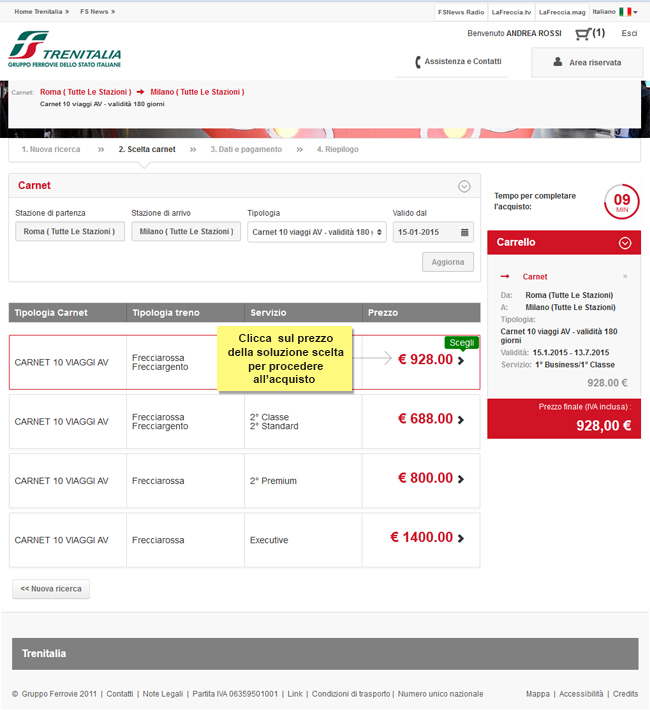 Home Trenitalia » FS News » FSNews Radio LaFreccia.tv LaFreccia.mag Italiano
Benvenuto ANDREA ROSSI (1) Esci
TRENITALIA
GRUPPO FERROVIE DELLO STATO ITALIANE
Assistenza e Contatti Area riservata
Carnet: Roma ( Tutte Le Stazioni ) → Milano ( Tutte Le Stazioni )
Carnet 10 viaggi AV - validità 180 giorni
1. Nuova ricerca » 2. Scelta carnet » 3. Dati e pagamento » 4. Riepilogo
Carnet
Stazione di partenza Stazione di arrivo Tipologia Valido dal
Roma ( Tutte Le Stazioni ) Milano ( Tutte Le Stazioni ) Carnet 10 viaggi AV - validità 180 g 15-01-2015
Aggiorna
Tempo per completare
l'acquisto:
09
MIN
Carrello
→ Carnet ×
Da: Roma (Tutte Le Stazioni)
A: Milano (Tutte Le Stazioni)
Tipologia:
Carnet 10 viaggi AV - validità 180
giorni
Validità: 15.1.2015 - 13.7.2015
Servizio: 1° Business/1° Classe
928.00 €
Prezzo finale (IVA inclusa) :
928,00 €
Tipologia Carnet Tipologia treno Servizio Prezzo
Scegli
CARNET 10 VIAGGI AV Frecciarossa
Frecciargento € 928.00
Clicca sul prezzo
della soluzione scelta
per procedere
all'acquisto
CARNET 10 VIAGGI AV Frecciarossa 2° Classe € 688.00
Frecciargento 2° Standard
CARNET 10 VIAGGI AV Frecciarossa 2° Premium € 800.00
CARNET 10 VIAGGI AV Frecciarossa Executive € 1400.00
<< Nuova ricerca
Trenitalia
© Gruppo Ferrovie 2011 | Contatti | Note Legali | Partita IVA 06359501001 | Link | Condizioni di trasporto | Numero unico nazionale Mappa | Accessibilità | Credits